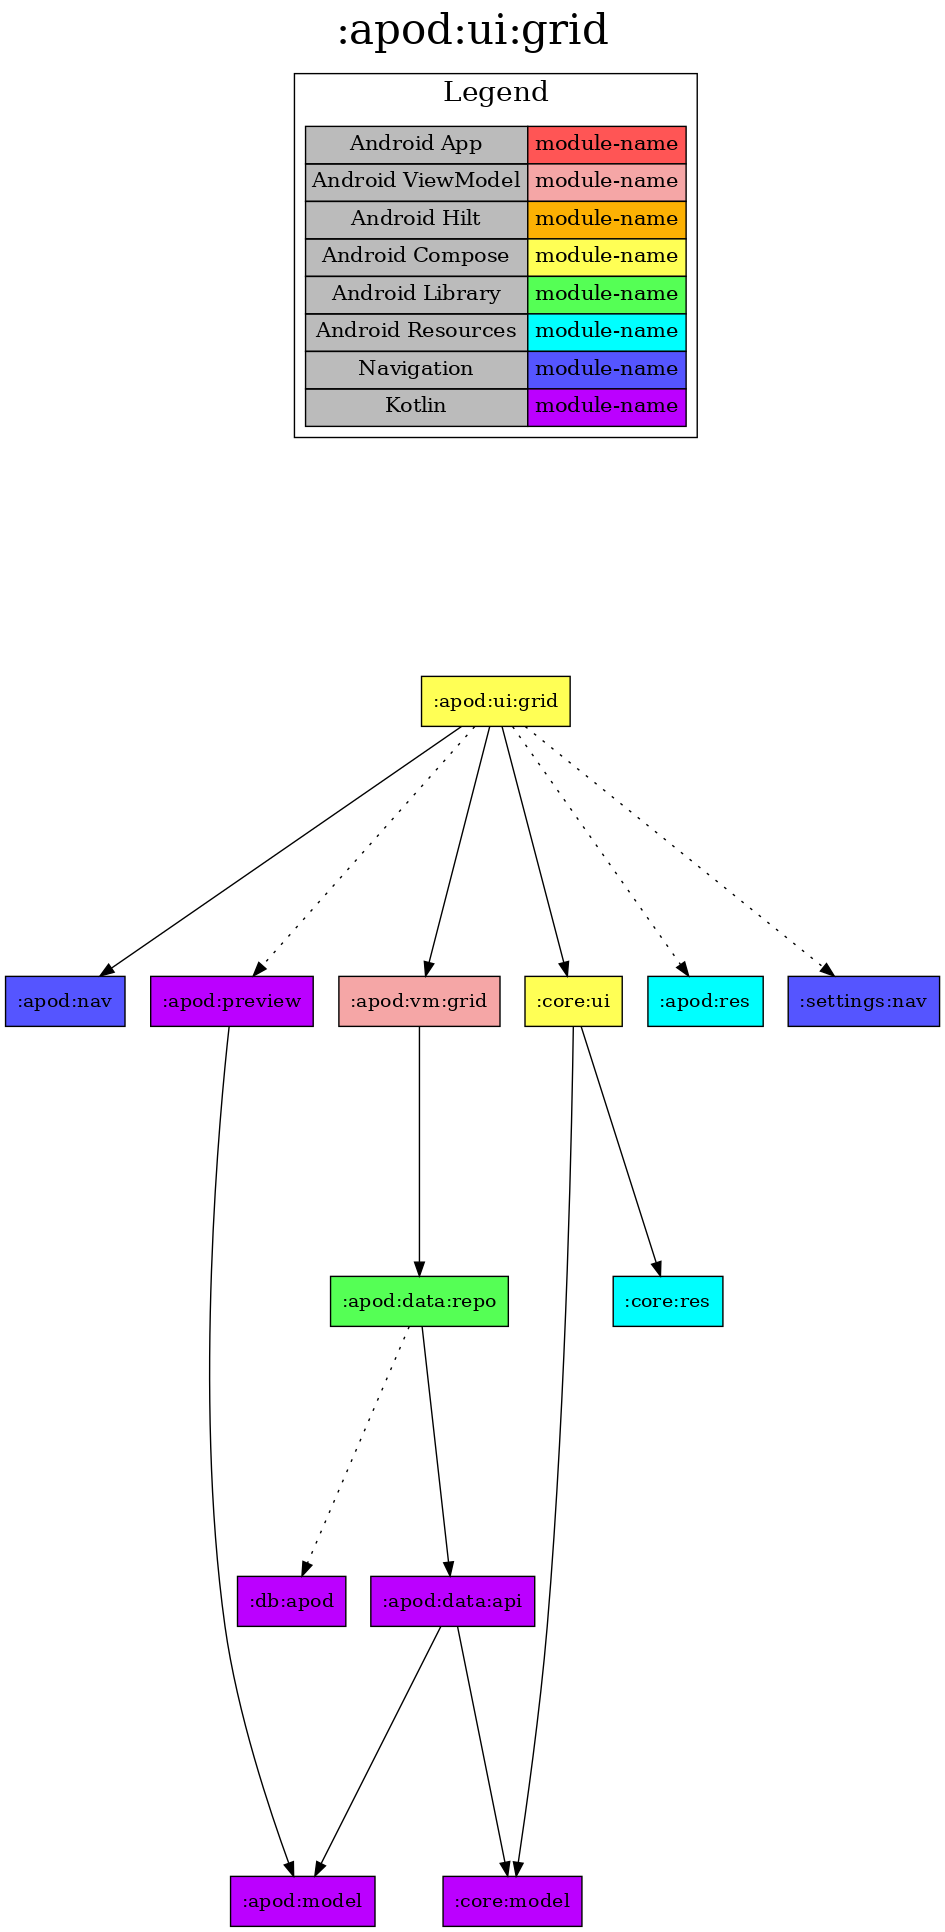 :apod:ui:grid
Legend
Android App module-name
Android ViewModel module-name
Android Hilt module-name
Android Compose module-name
Android Library module-name
Android Resources module-name
Navigation module-name
Kotlin module-name
:apod:ui:grid
:apod:nav :apod:preview :apod:vm:grid :core:ui :apod:res :settings:nav
:apod:data:repo :core:res
:db:apod :apod:data:api
:apod:model :core:model